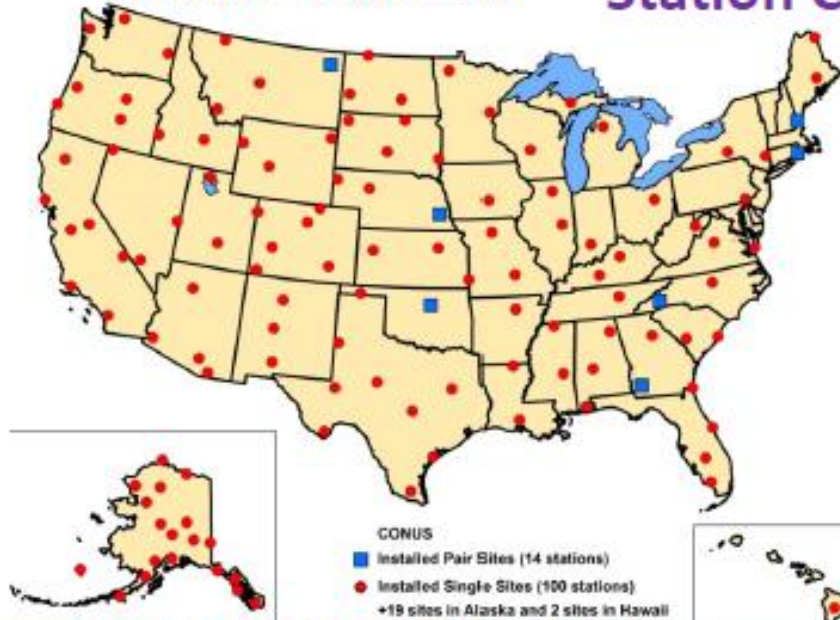 Station
CONUS
Installed Pair Sites (14 stations)
Installed Single Sites (100 stations)
+19 sites in Alaska and 2 sites in Hawaii